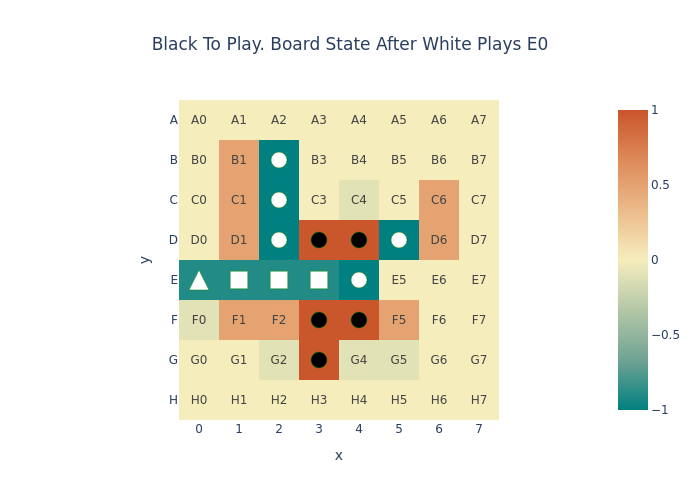 Black To Play. Board State After White Plays E0
A A0 A1 A2 A3 A4 A5 A6 A7 1
B B0 B1 B3 B4 B5 B6 B7
C C0 C1 C3 C4 C5 C6 C7 0.5
D D0 D1 D6 D7
y 0
E E5 E6 E7
F F0 F1 F2 F5 F6 F7 −0.5
G G0 G1 G2 G4 G5 G6 G7
H H0 H1 H2 H3 H4 H5 H6 H7 −1
0 1 2 3 4 5 6 7
x